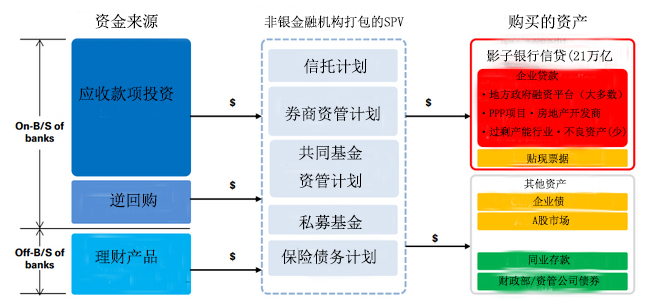 资金来源
非银金融机构打包的SPV
购买的资产
On-B/S of
banks
应收款项投资
逆回购
Off-B/S of
banks
理财产品
$
$
$
信托计划
券商资管计划
共同基金
资管计划
私募基金
保险债务计划
$
$
影子银行信贷(21万亿
企业贷款
·地方政府融资平台（大多数）
·PPP项目·房地产开发商
·过剩产能行业·不良资产(少)
贴现票据
其他资产
企业债
A股市场
同业存款
财政部/资管公司债券